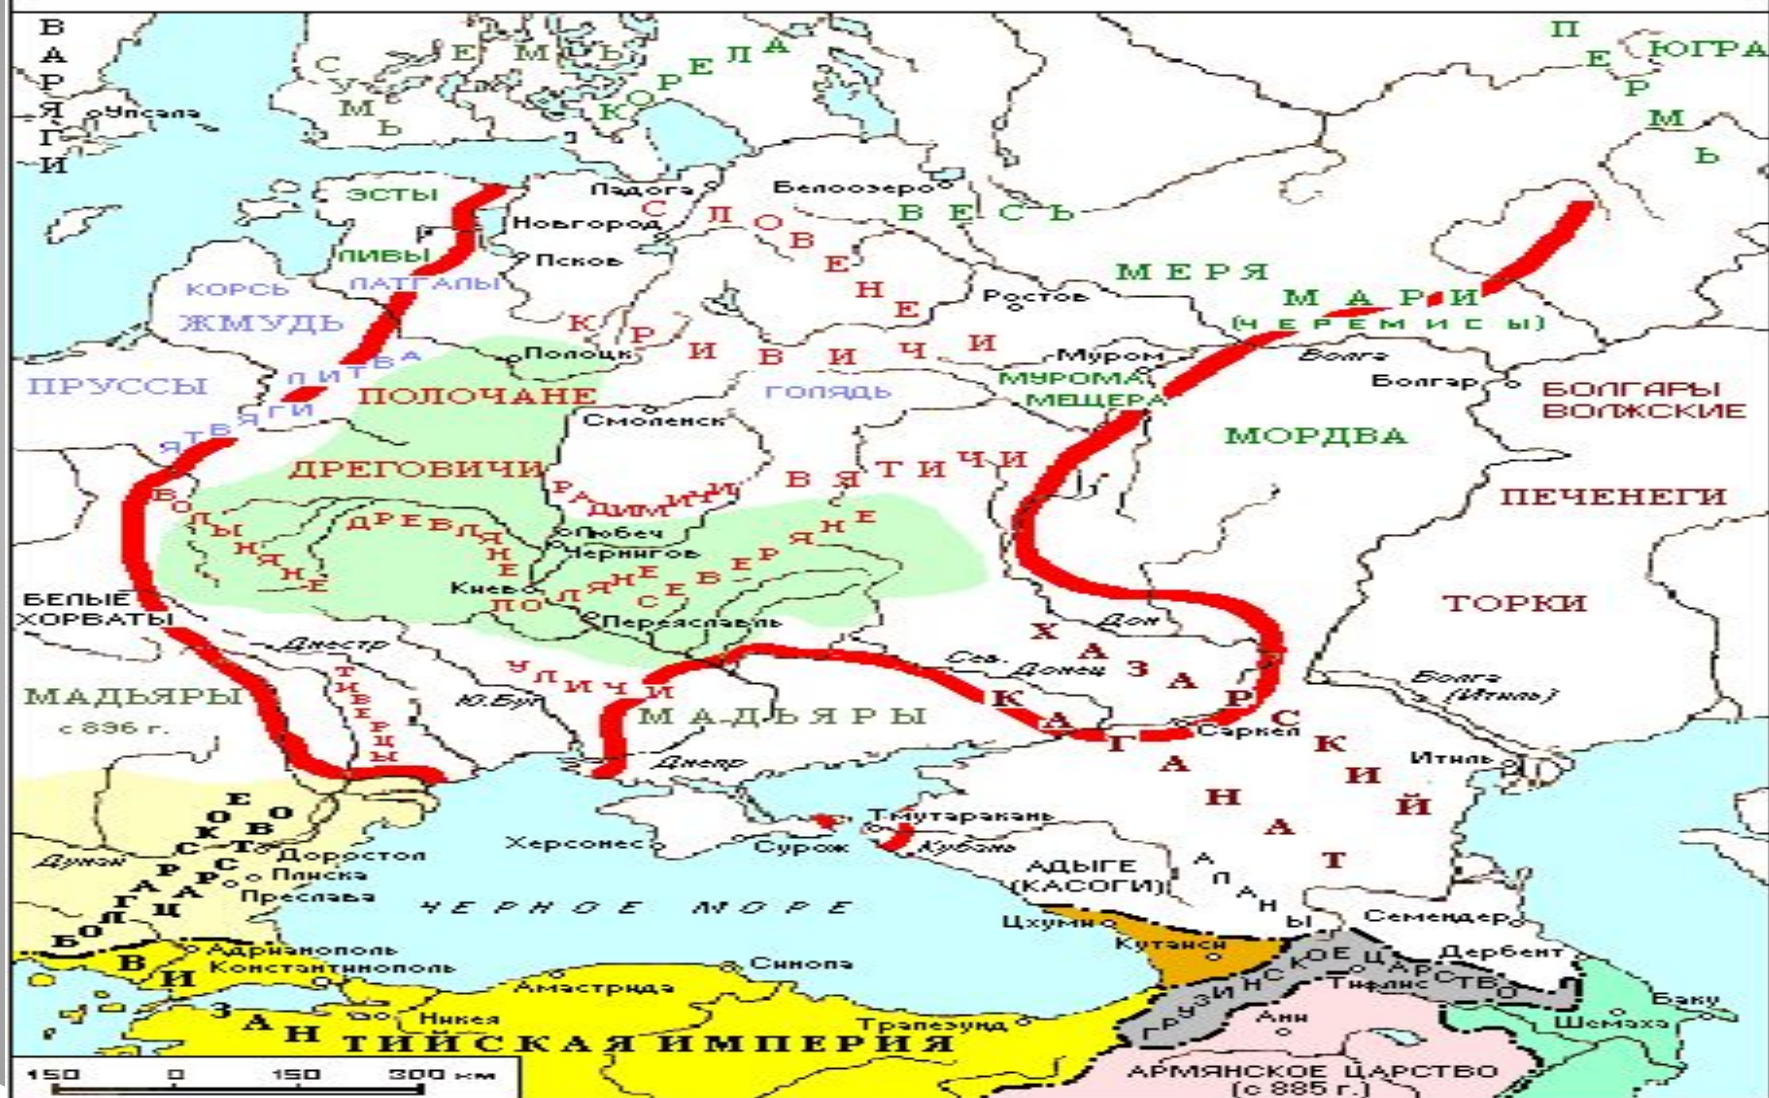 ВАРЯГИ
Упсала
СУМЬ
ЕМЬ
КОРЕЛА
ПЕРМЬ
ЮГРА
ЭСТЫ
Ладога
Белоозеро
Новгород
СЛОВЕНЕ
ВЕСЬ
ЛИВЫ
Псков
КОРСЬ
ЛАТГАЛЫ
МЕРЯ
МАРИ
(ЧЕРЕМИСЫ)
Ростов
ЖМУДЬ
КРИВИЧИ
Полоцк
Муром
Волга
Болгар
ЛИТВА
ПРУССЫ
ПОЛОЧАНЕ
ГОЛЯДЬ
МУРОМА
МЕЩЕРА
БОЛГАРЫ
ВОЛЖСКИЕ
ЯТВЯГИ
Смоленск
МОРДВА
ДРЕГОВИЧИ
РАДИМИЧИ
ВЯТИЧИ
ПЕЧЕНЕГИ
ВОЛЫНЯНЕ
ДРЕВЛЯНЕ
Любеч
Чернигов
СЕВЕРЯНЕ
Киев
ПОЛЯНЕ
Переяславль
БЕЛЫЕ
ХОРВАТЫ
ТОРКИ
Днестр
Дон
ХАЗАРСКИЙ
КАГАНАТ
Сев. Донец
ТИВЕРЦЫ
УЛИЧИ
Ю.Буг
МАДЬЯРЫ
с 896 г.
МАДЬЯРЫ
Волга
(Итиль)
Саркел
Днепр
Итиль
Херсонес
Сурож
Тмутаракань
Кубань
БОЛГАРСКОЕ
ЦАРСТВО
Дунай
Доростол
Плиска
Преслава
АДЫГЕ
(КАСОГИ)
АЛАНЫ
ЧЕРНОЕ МОРЕ
Цхуми
Семендер
Кутаиси
Дербент
Адрианополь
Константинополь
Амастрида
Синопа
ГРУЗИНСКОЕ ЦАРСТВО
Тифлис
Баку
Никея
Трапезунд
Ани
Шемаха
ВИЗАНТИЙСКАЯ ИМПЕРИЯ
АРМЯНСКОЕ ЦАРСТВО
(с 885 г.)
150 0 150 300 км